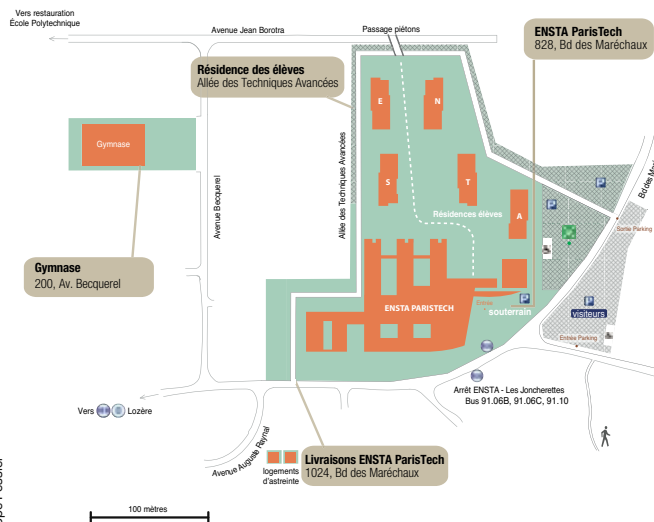 Vers restauration
École Polytechnique
Avenue Jean Borotra
Passage piétons
ENSTA ParisTech
828, Bd des Maréchaux
Résidence des élèves
Allée des Techniques Avancées
E
N
Gymnase
S
T
Allée des Techniques Avancées
Avenue Becquerel
Résidences élèves
A
P
P
Bd des
Sortie Parking
Gymnase
200, Av. Becquerel
ENSTA PARISTECH
Entrée
P
souterrain
P
visiteurs
Entrée Parking
Arrêt ENSTA - Les Joncherettes
Bus 91.06B, 91.06C, 91.10
Vers
Lozère
Avenue Auguste Reynal
logements
d'astreinte
Livraisons ENSTA ParisTech
1024, Bd des Maréchaux
100 mètres